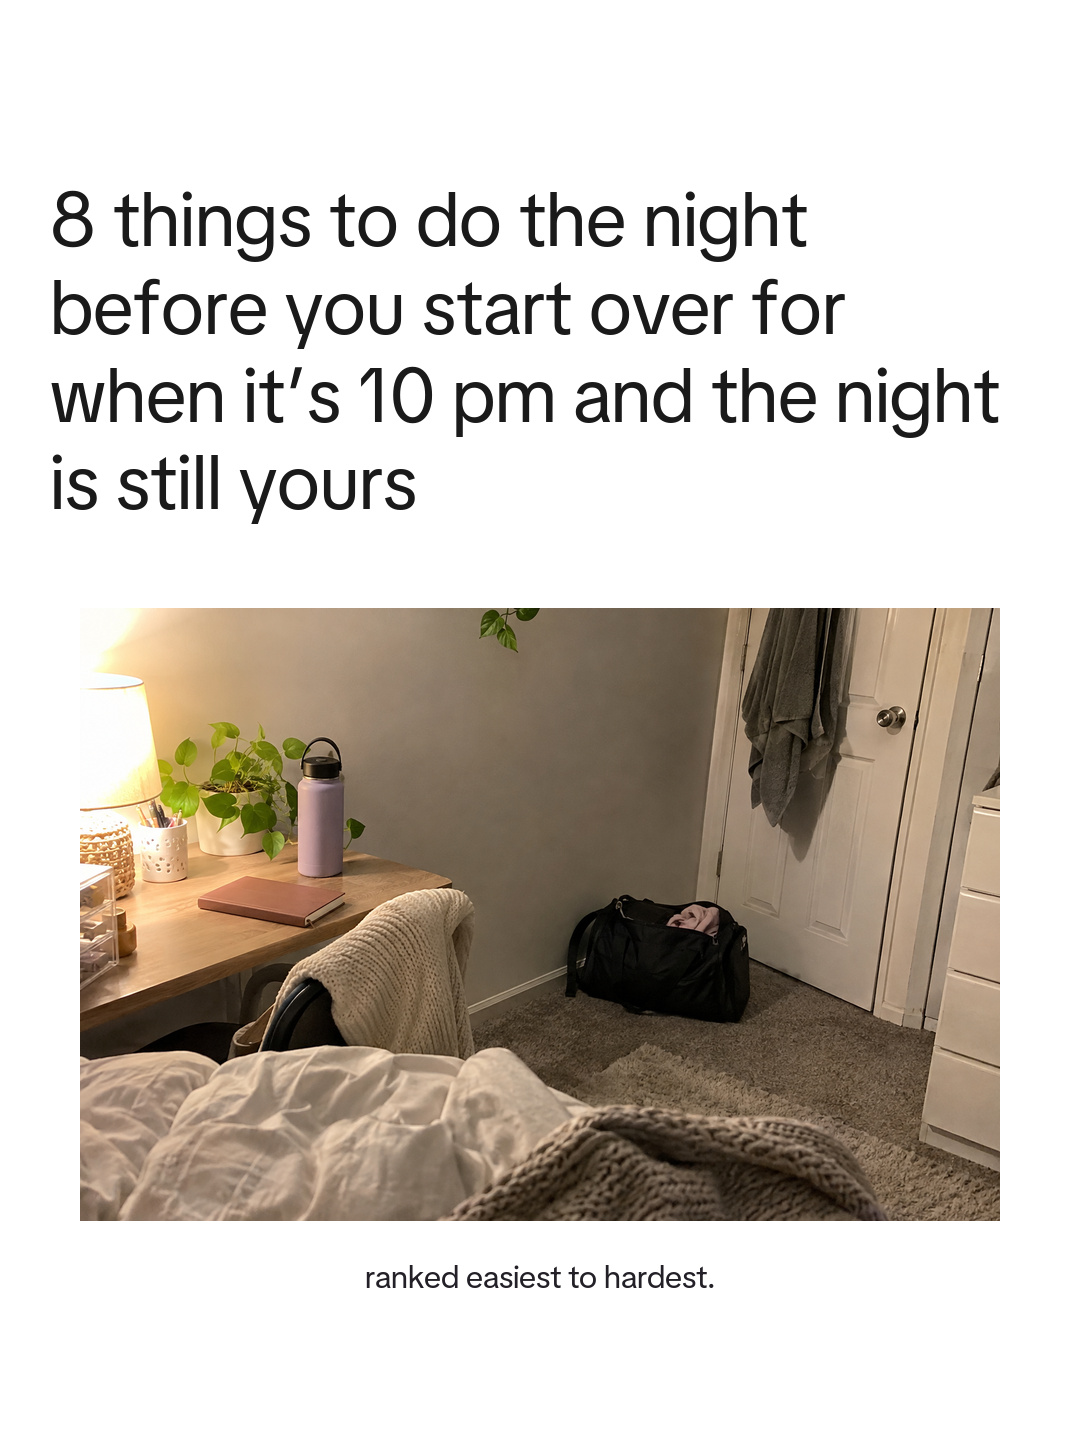 8 things to do the night
before you start over for
when it’s 10 pm and the night
is still yours
ranked easiest to hardest.